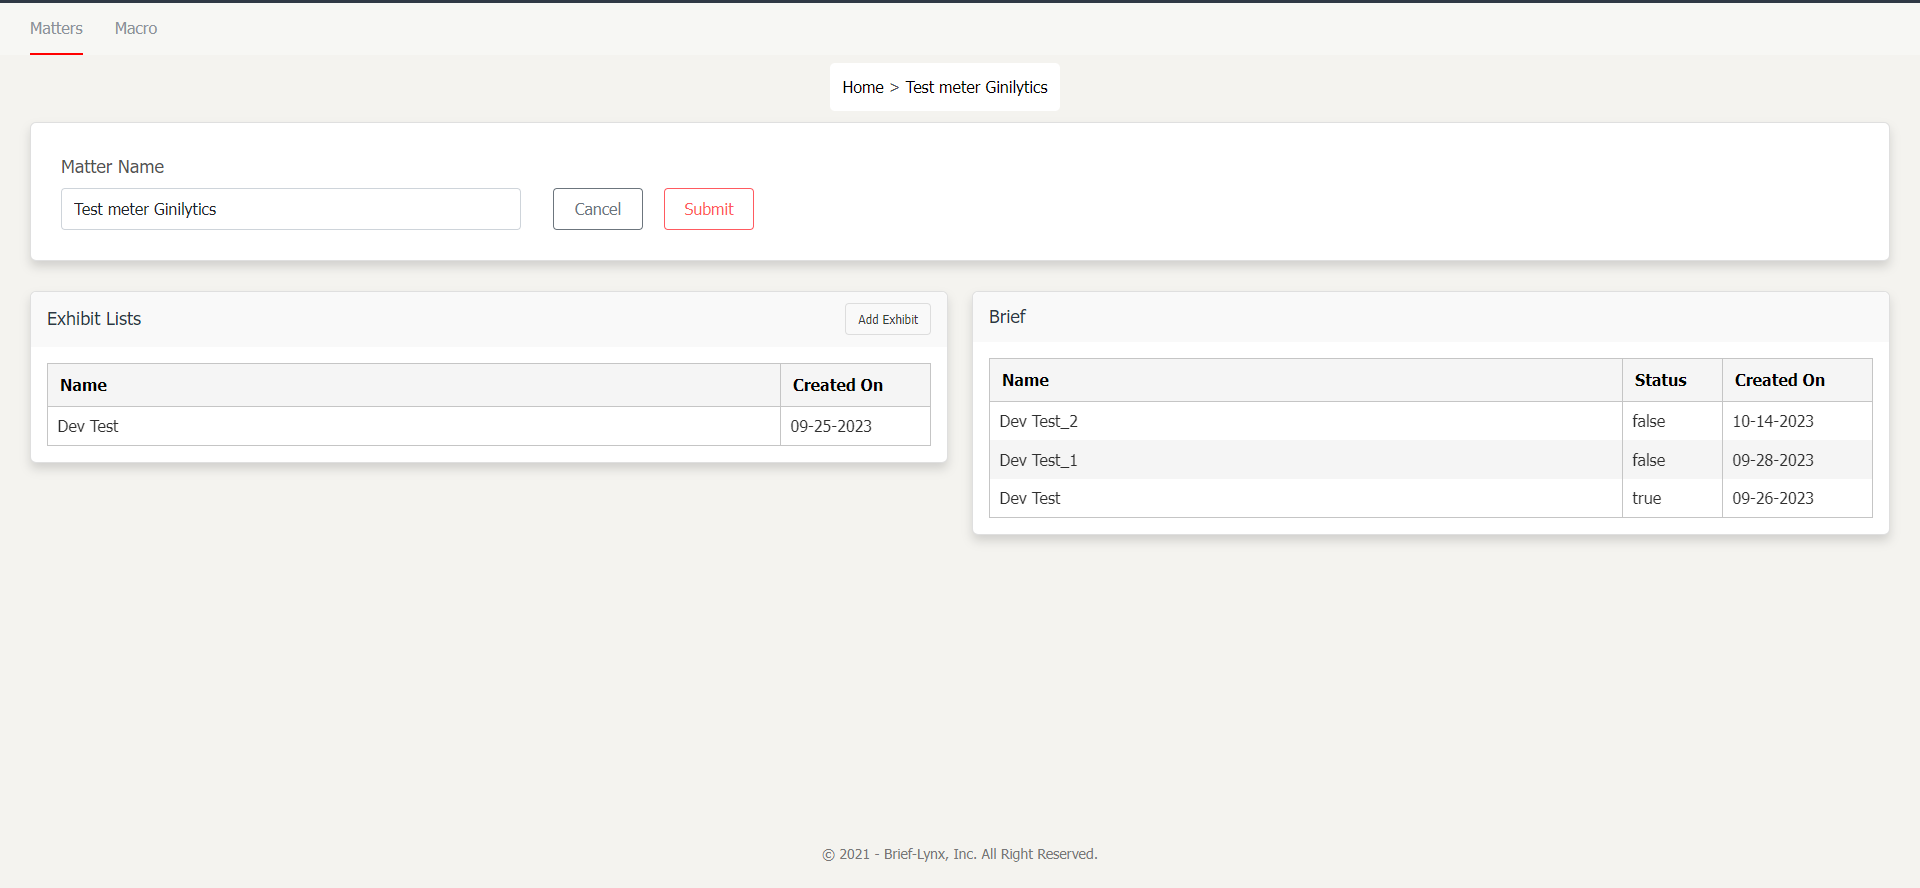 Matters Macro
Home > Test meter Ginilytics
Matter Name
Test meter Ginilytics Cancel Submit
Exhibit Lists Add Exhibit
Name Created On
Dev Test 09-25-2023
Brief
Name Status Created On
Dev Test_2 false 10-14-2023
Dev Test_1 false 09-28-2023
Dev Test true 09-26-2023
© 2021 - Brief-Lynx, Inc. All Right Reserved.